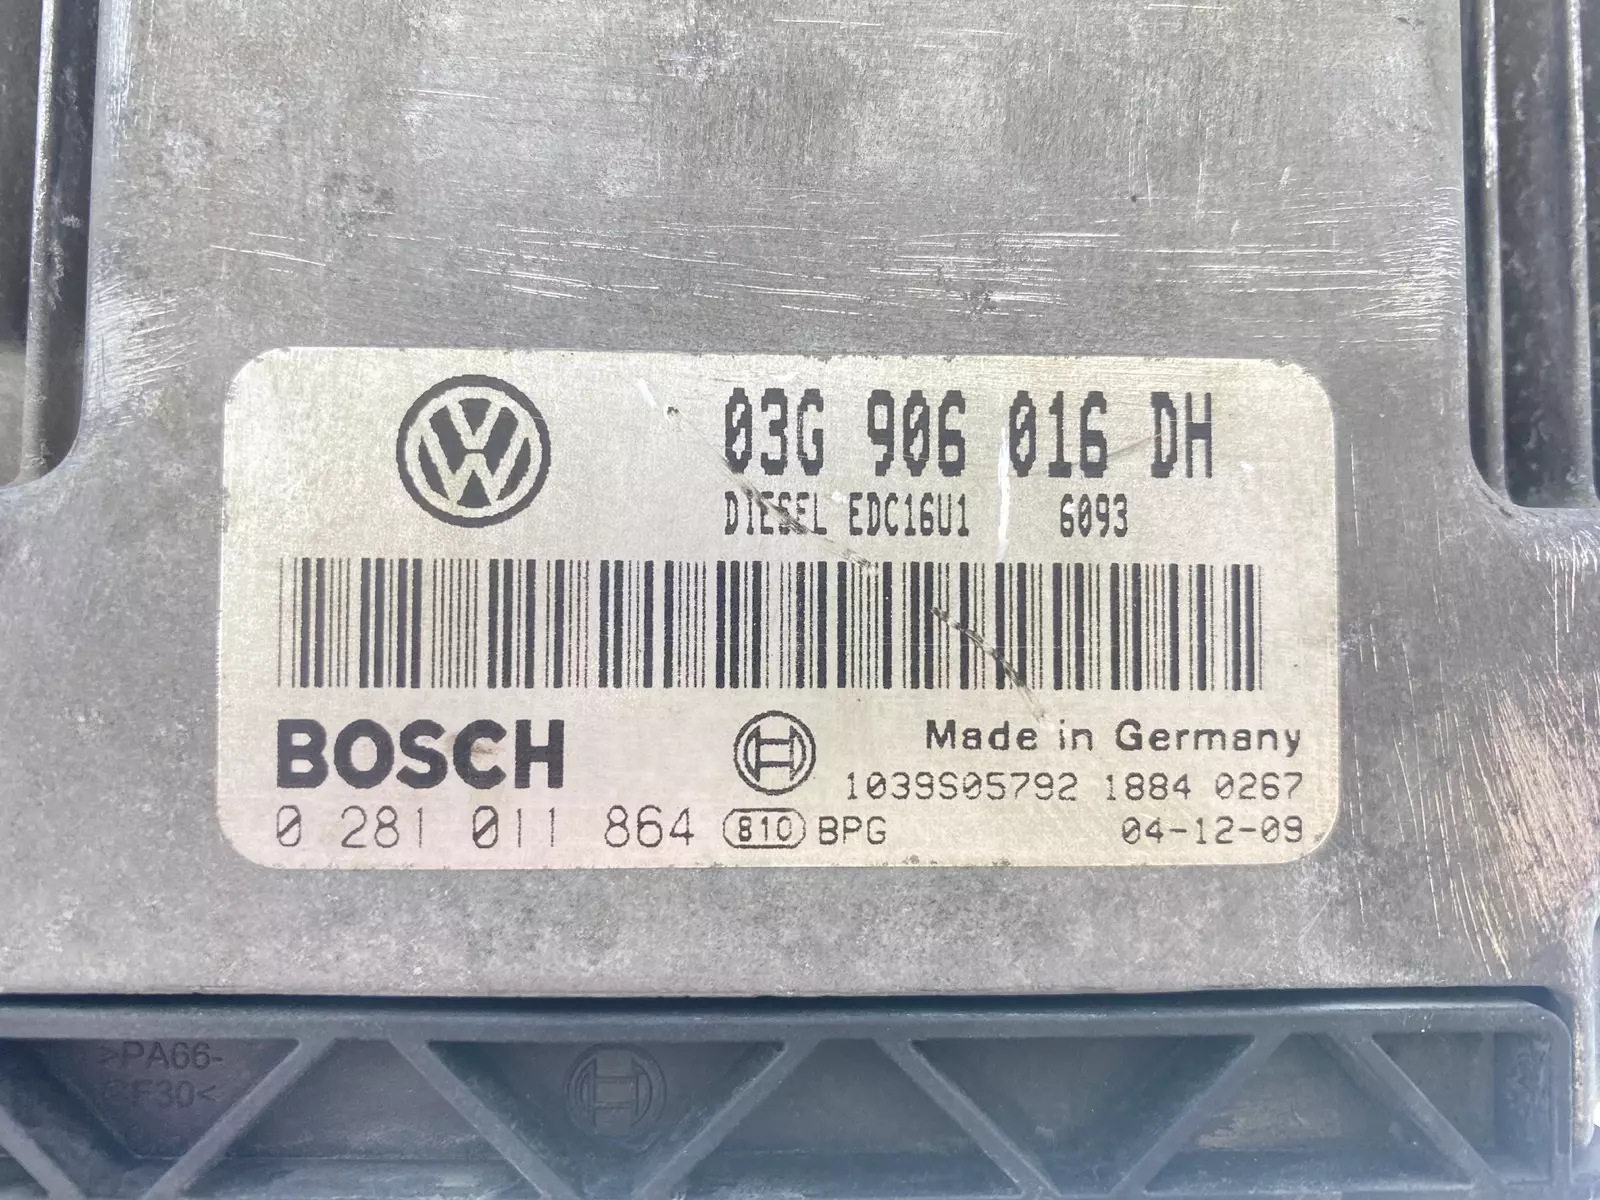 03G 906 016 DH
DIESEL EDC16U1 6093
BOSCH
Made in Germany
1039S05792 1884 0267
0 281 011 864 810 BPG 04-12-09
>PA66-
GF30<